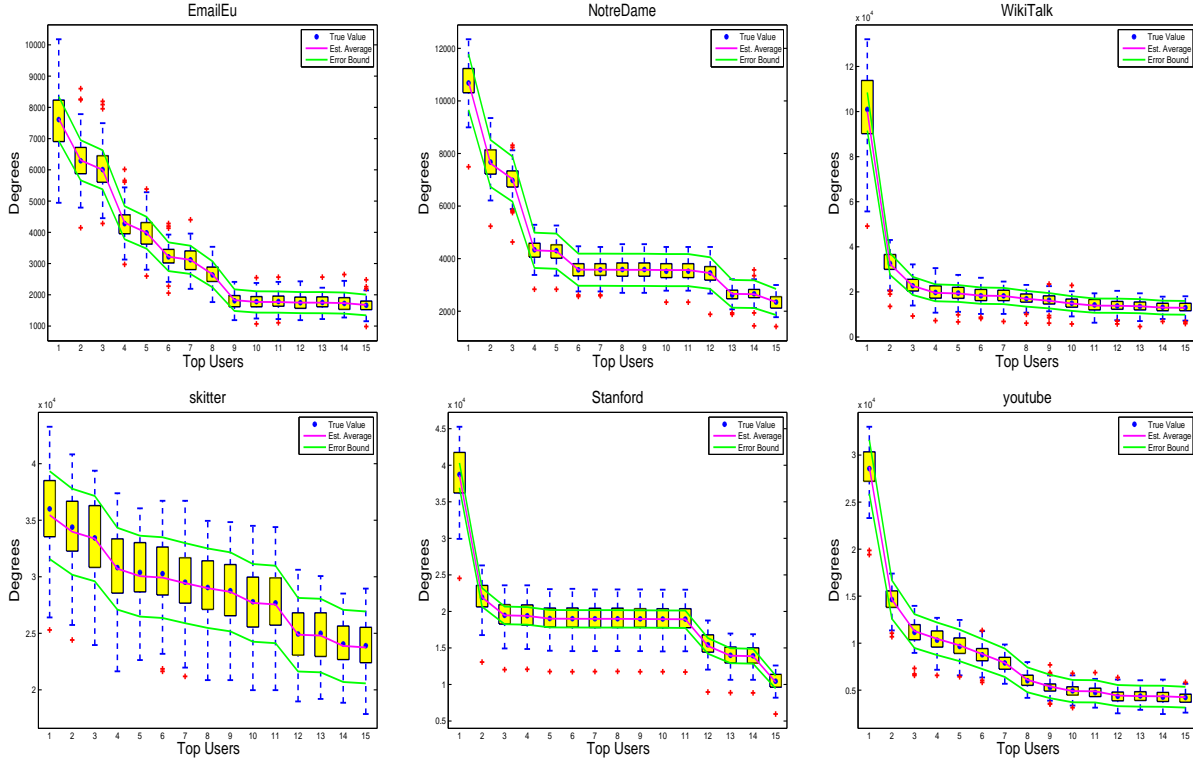 EmailEu
True Value
Est. Average
Error Bound
10000
9000
8000
7000
6000
5000
4000
3000
2000
1000
Degrees
1 2 3 4 5 6 7 8 9 10 11 12 13 14 15
Top Users
NotreDame
True Value
Est. Average
Error Bound
12000
10000
8000
6000
4000
2000
Degrees
1 2 3 4 5 6 7 8 9 10 11 12 13 14 15
Top Users
WikiTalk
x 10^4
True Value
Est. Average
Error Bound
12
10
8
6
4
2
0
Degrees
1 2 3 4 5 6 7 8 9 10 11 12 13 14 15
Top Users
skitter
x 10^4
True Value
Est. Average
Error Bound
4
3.5
3
2.5
2
Degrees
1 2 3 4 5 6 7 8 9 10 11 12 13 14 15
Top Users
Stanford
x 10^4
True Value
Est. Average
Error Bound
4.5
4
3.5
3
2.5
2
1.5
1
0.5
Degrees
1 2 3 4 5 6 7 8 9 10 11 12 13 14 15
Top Users
youtube
x 10^4
True Value
Est. Average
Error Bound
3
2.5
2
1.5
1
0.5
Degrees
1 2 3 4 5 6 7 8 9 10 11 12 13 14 15
Top Users